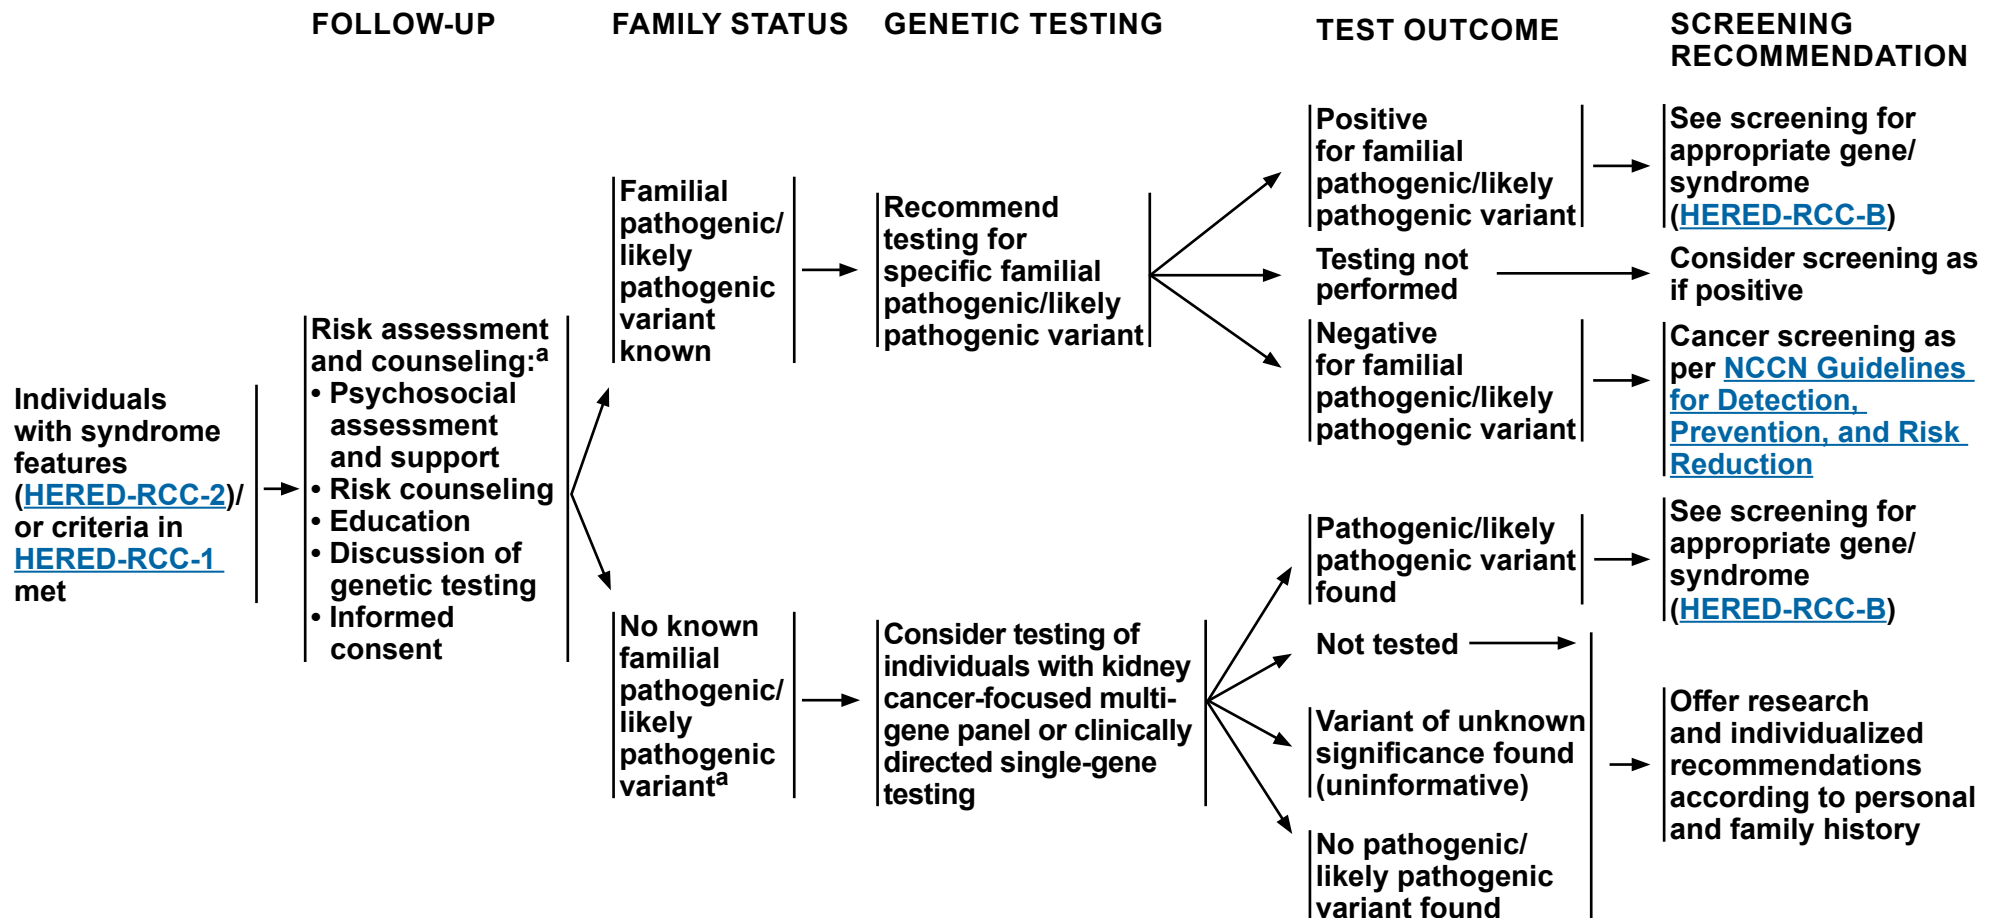 FOLLOW-UP
FAMILY STATUS
GENETIC TESTING
TEST OUTCOME
SCREENING
RECOMMENDATION
Individuals
with syndrome
features
(HERED-RCC-2)/
or criteria in
HERED-RCC-1
met
Risk assessment
and counseling:a
• Psychosocial
assessment
and support
• Risk counseling
• Education
• Discussion of
genetic testing
• Informed
consent
Familial
pathogenic/
likely
pathogenic
variant
known
Recommend
testing for
specific familial
pathogenic/likely
pathogenic variant
Positive
for familial
pathogenic/likely
pathogenic variant
See screening for
appropriate gene/
syndrome
(HERED-RCC-B)
Testing not
performed
Consider screening as
if positive
Negative
for familial
pathogenic/likely
pathogenic variant
Cancer screening as
per NCCN Guidelines
for Detection,
Prevention, and Risk
Reduction
No known
familial
pathogenic/
likely
pathogenic
varianta
Consider testing of
individuals with kidney
cancer-focused multi-
gene panel or clinically
directed single-gene
testing
Pathogenic/likely
pathogenic variant
found
See screening for
appropriate gene/
syndrome
(HERED-RCC-B)
Not tested
Variant of unknown
significance found
(uninformative)
No pathogenic/
likely pathogenic
variant found
Offer research
and individualized
recommendations
according to personal
and family history